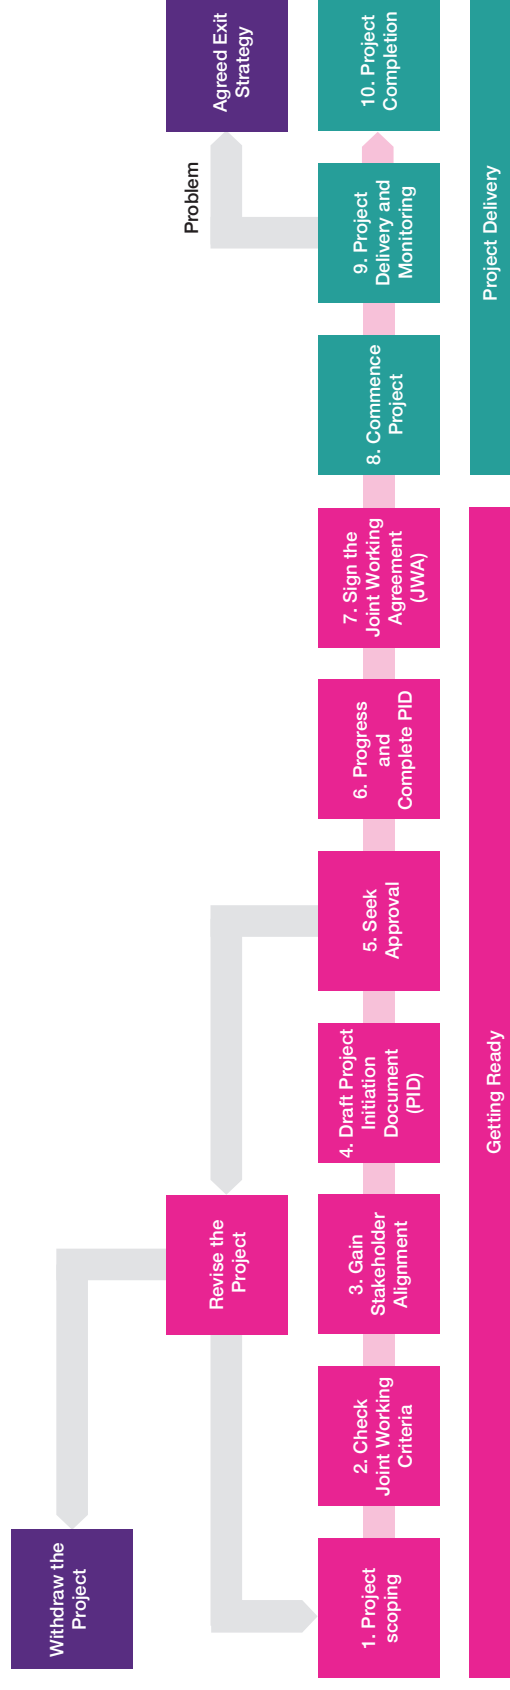 Withdraw the
Project
Revise the
Project
Problem
Agreed Exit
Strategy
1. Project
scoping
2. Check
Joint Working
Criteria
3. Gain
Stakeholder
Alignment
4. Draft Project
Initiation
Document
(PID)
5. Seek
Approval
6. Progress
and
Complete PID
7. Sign the
Joint Working
Agreement
(JWA)
8. Commence
Project
9. Project
Delivery and
Monitoring
10. Project
Completion
Getting Ready
Project Delivery